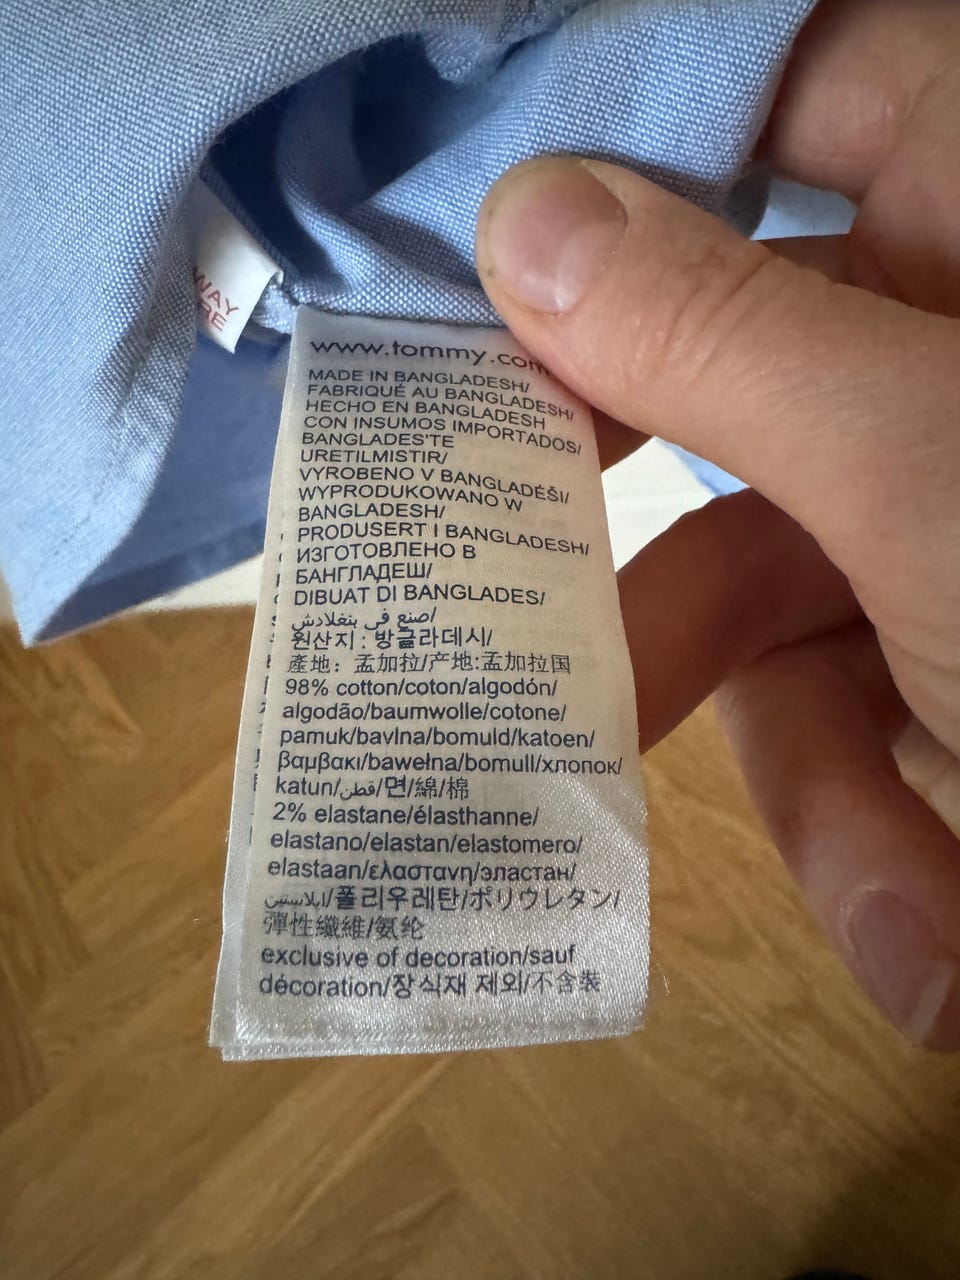 WAY
www.tommy.com
MADE IN BANGLADESH/
FABRIQUÉ AU BANGLADESH/
HECHO EN BANGLADESH
CON INSUMOS IMPORTADOS/
BANGLADES'TE
URETILMISTIR/
VYROBENO V BANGLADÉŠI/
WYPRODUKOWANO W
BANGLADESH/
PRODUSERT I BANGLADESH/
ИЗГОТОВЛЕНО В
БАНГЛАДЕШ/
DIBUAT DI BANGLADES/
صنع في بنغلادش/
원산지 : 방글라데시/
產地：孟加拉/产地:孟加拉国
98% cotton/coton/algodón/
algodão/baumwolle/cotone/
pamuk/bavlna/bomuld/katoen/
βαμβακι/bawełna/bomull/хлопок/
katun/قطن/면/綿/棉
2% elastane/élasthanne/
elastano/elastan/elastomero/
elastaan/ελαστανη/эластан/
/폴리우레탄/ポリウレタン/
彈性纖維/氨纶
exclusive of decoration/sauf
décoration/장식재 제외/不含裝